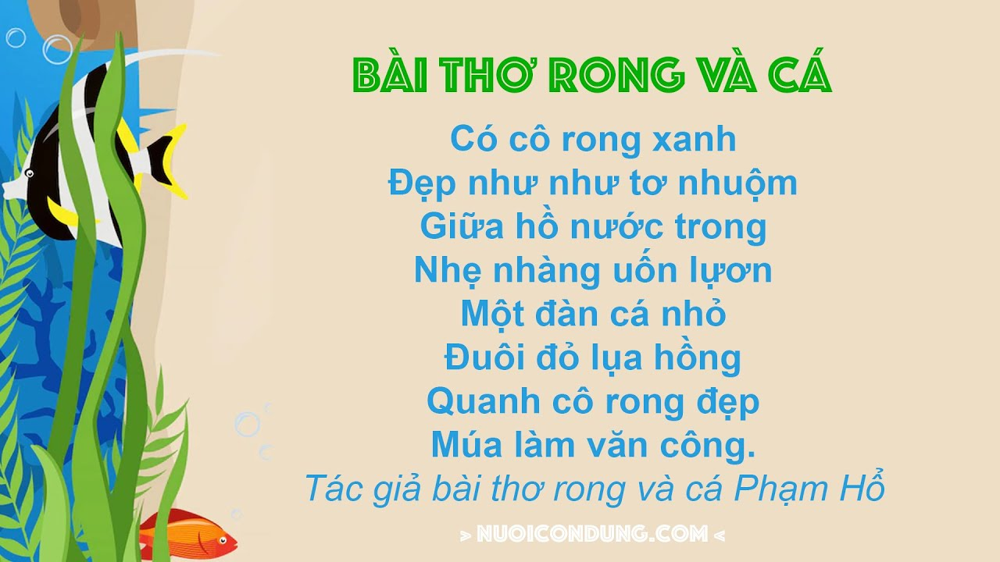 BÀI THƠ RONG VÀ CÁ
Có cô rong xanh
Đẹp như như tơ nhuộm
Giữa hồ nước trong
Nhẹ nhàng uốn lựơn
Một đàn cá nhỏ
Đuôi đỏ lụa hồng
Quanh cô rong đẹp
Múa làm văn công.
Tác giả bài thơ rong và cá Phạm Hổ
> NUOICONDUNG.COM <